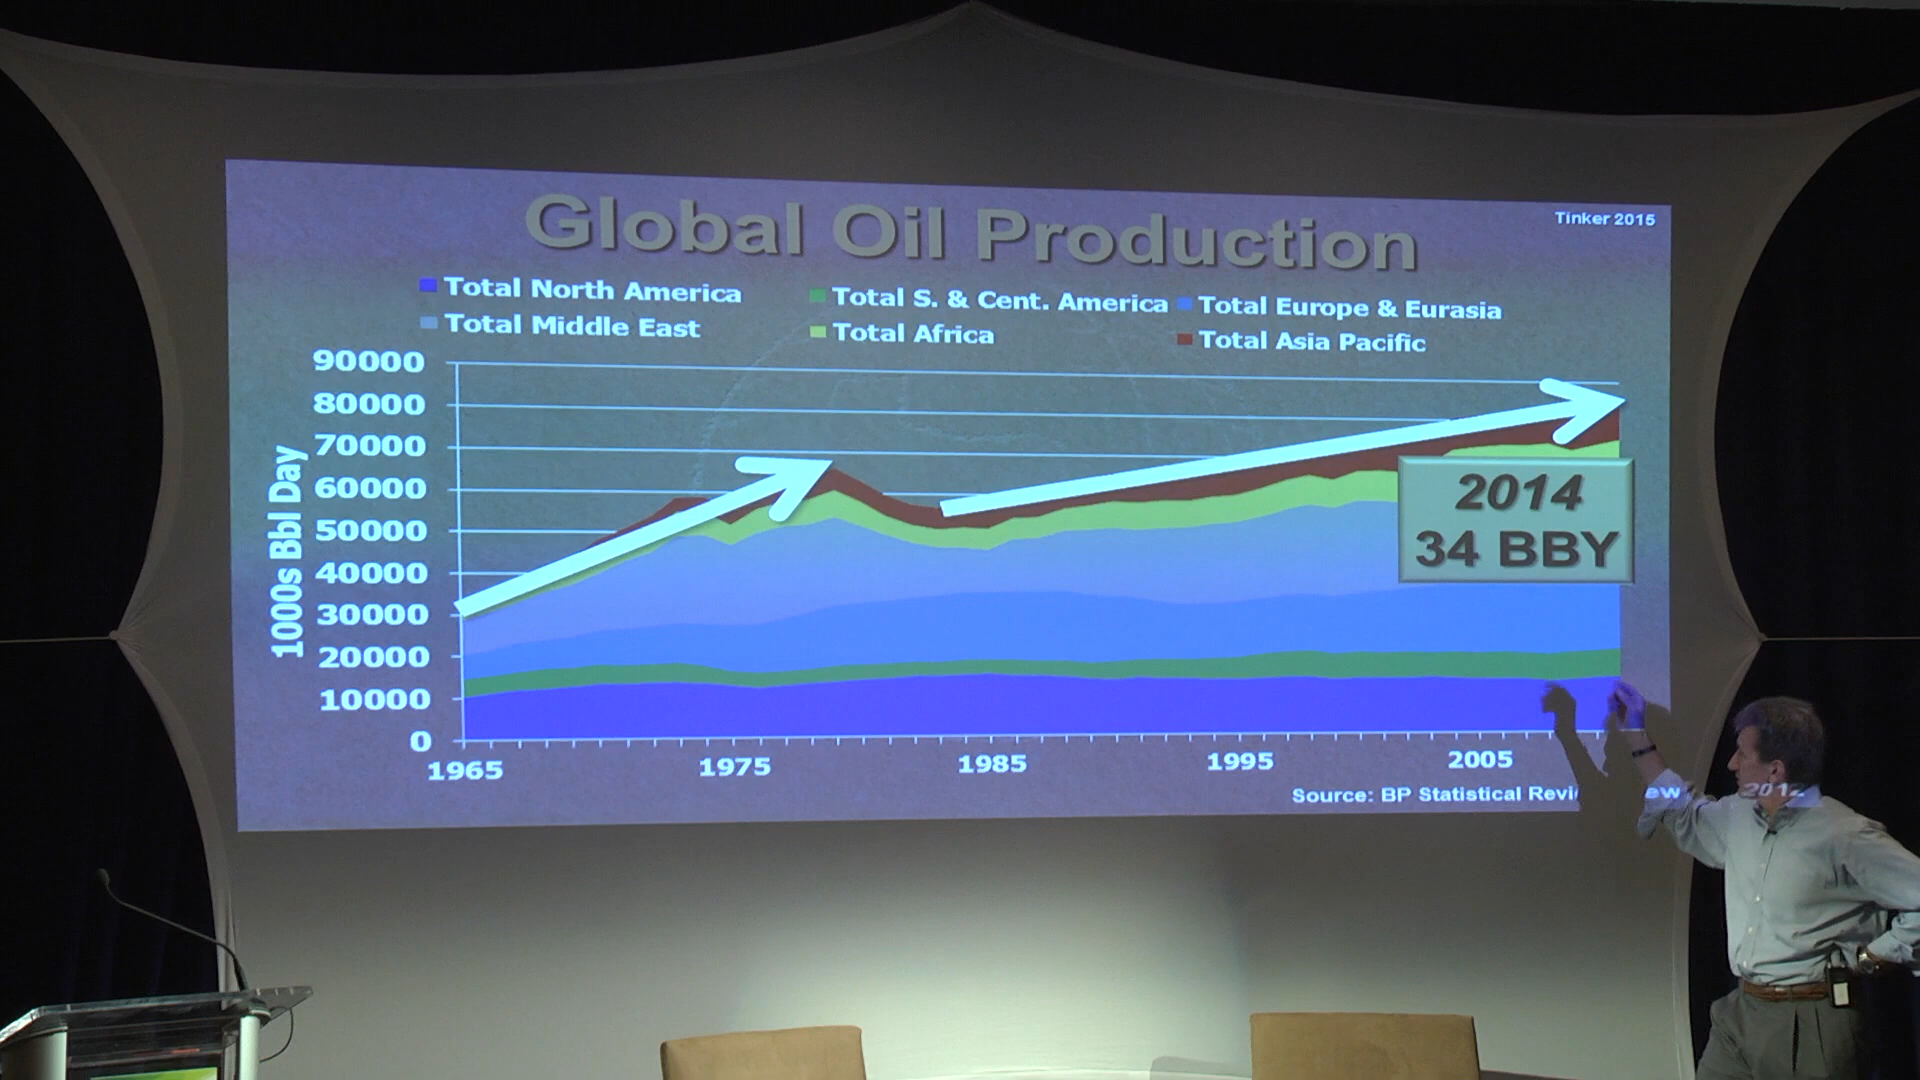 Global Oil Production
Tinker 2015
Total North America
Total S. & Cent. America
Total Europe & Eurasia
Total Middle East
Total Africa
Total Asia Pacific
1000s Bbl Day
90000
80000
70000
60000
50000
40000
30000
20000
10000
0
2014
34 BBY
1965
1975
1985
1995
2005
Source: BP Statistical Revi ew 2012